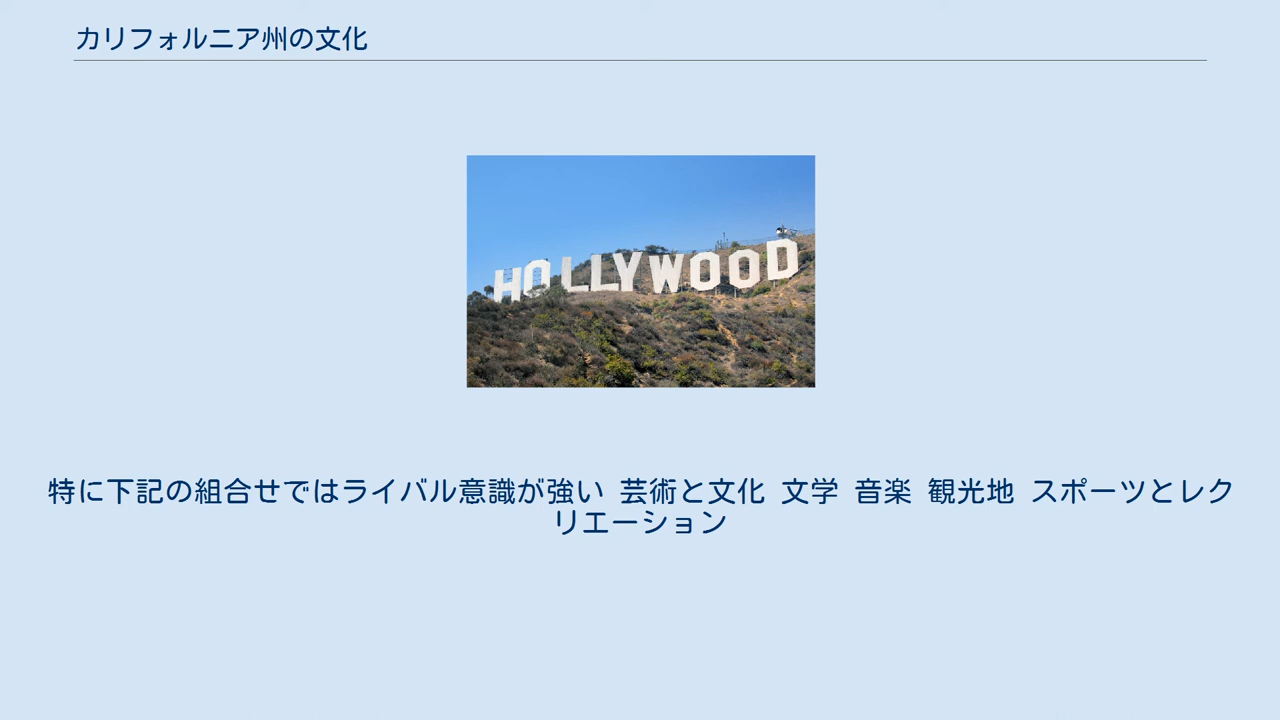 カリフォルニア州の文化
HOLLYWOOD
特に下記の組合せではライバル意識が強い 芸術と文化 文学 音楽 観光地 スポーツとレク
リエーション